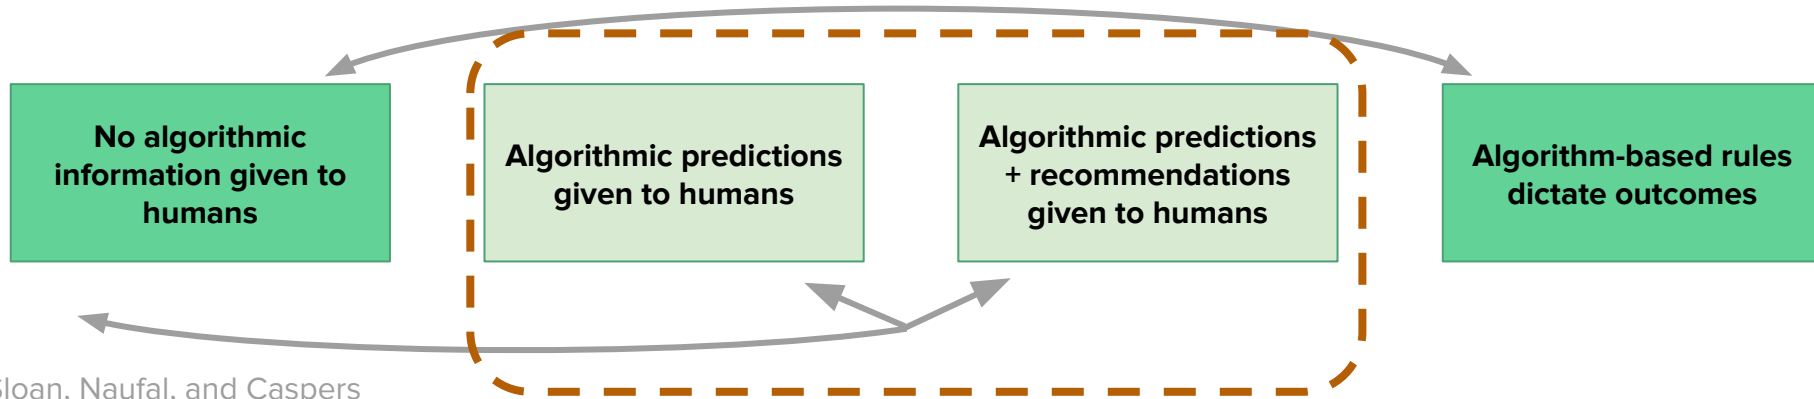 No algorithmic
information given to
humans
Algorithmic predictions
given to humans
Algorithmic predictions
+ recommendations
given to humans
Algorithm-based rules
dictate outcomes
Sloan, Naufal, and Caspers